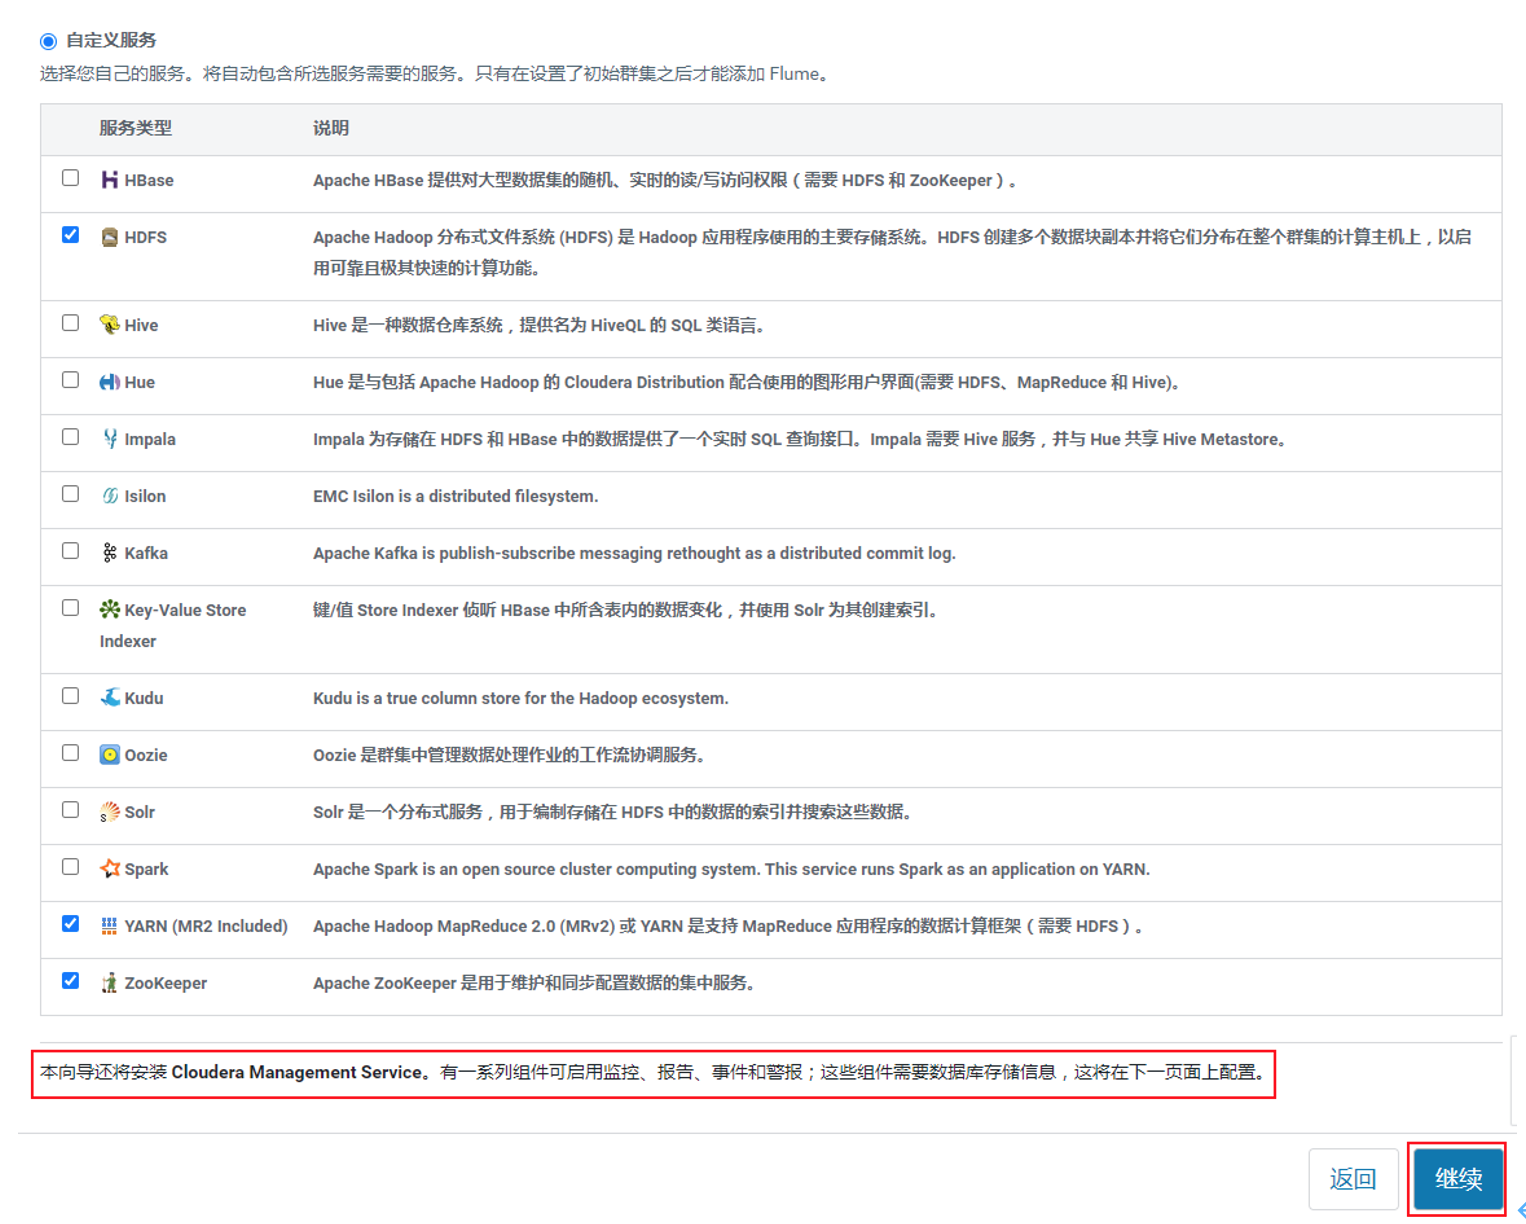 自定义服务
选择您自己的服务。将自动包含所选服务需要的服务。只有在设置了初始群集之后才能添加 Flume。
服务类型 说明
HBase Apache HBase 提供对大型数据集的随机、实时的读/写访问权限（需要 HDFS 和 ZooKeeper）。
HDFS Apache Hadoop 分布式文件系统 (HDFS) 是 Hadoop 应用程序使用的主要存储系统。HDFS 创建多个数据块副本并将它们分布在整个群集的计算主机上，以启
用可靠且极其快速的计算功能。
Hive Hive 是一种数据仓库系统，提供名为 HiveQL 的 SQL 类语言。
Hue Hue 是与包括 Apache Hadoop 的 Cloudera Distribution 配合使用的图形用户界面(需要 HDFS、MapReduce 和 Hive)。
Impala Impala 为存储在 HDFS 和 HBase 中的数据提供了一个实时 SQL 查询接口。Impala 需要 Hive 服务，并与 Hue 共享 Hive Metastore。
Isilon EMC Isilon is a distributed filesystem.
Kafka Apache Kafka is publish-subscribe messaging rethought as a distributed commit log.
Key-Value Store 键/值 Store Indexer 侦听 HBase 中所含表内的数据变化，并使用 Solr 为其创建索引。
Indexer
Kudu Kudu is a true column store for the Hadoop ecosystem.
Oozie Oozie 是群集中管理数据处理作业的工作流协调服务。
Solr Solr 是一个分布式服务，用于编制存储在 HDFS 中的数据的索引并搜索这些数据。
Spark Apache Spark is an open source cluster computing system. This service runs Spark as an application on YARN.
YARN (MR2 Included) Apache Hadoop MapReduce 2.0 (MRv2) 或 YARN 是支持 MapReduce 应用程序的数据计算框架（需要 HDFS）。
ZooKeeper Apache ZooKeeper 是用于维护和同步配置数据的集中服务。
本向导还将安装 Cloudera Management Service。有一系列组件可启用监控、报告、事件和警报；这些组件需要数据库存储信息，这将在下一页面上配置。
返回 继续